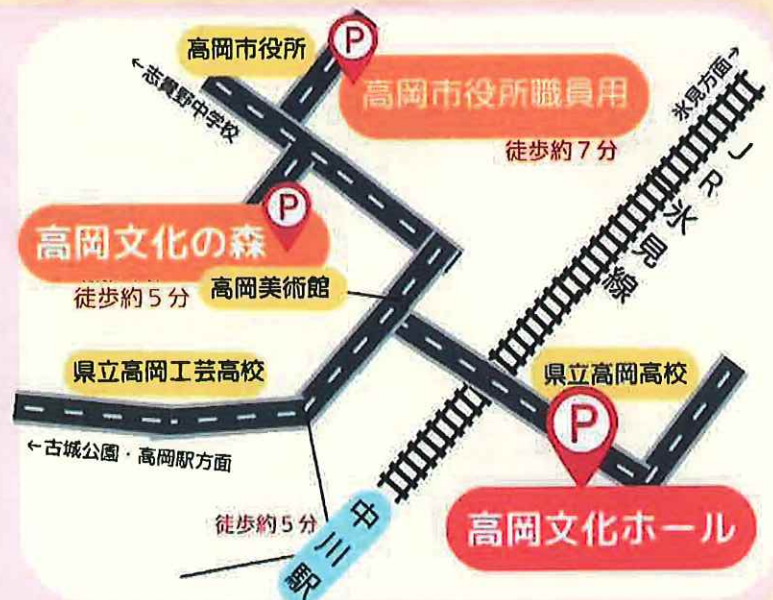 高岡市役所
P
高岡市役所職員用
←志貴野中学校
氷見方面→
徒歩約7分
JR氷見線
P
高岡文化の森
徒歩約5分
高岡美術館
県立高岡工芸高校
県立高岡高校
P
←古城公園・高岡駅方面
徒歩約5分
中川駅
高岡文化ホール